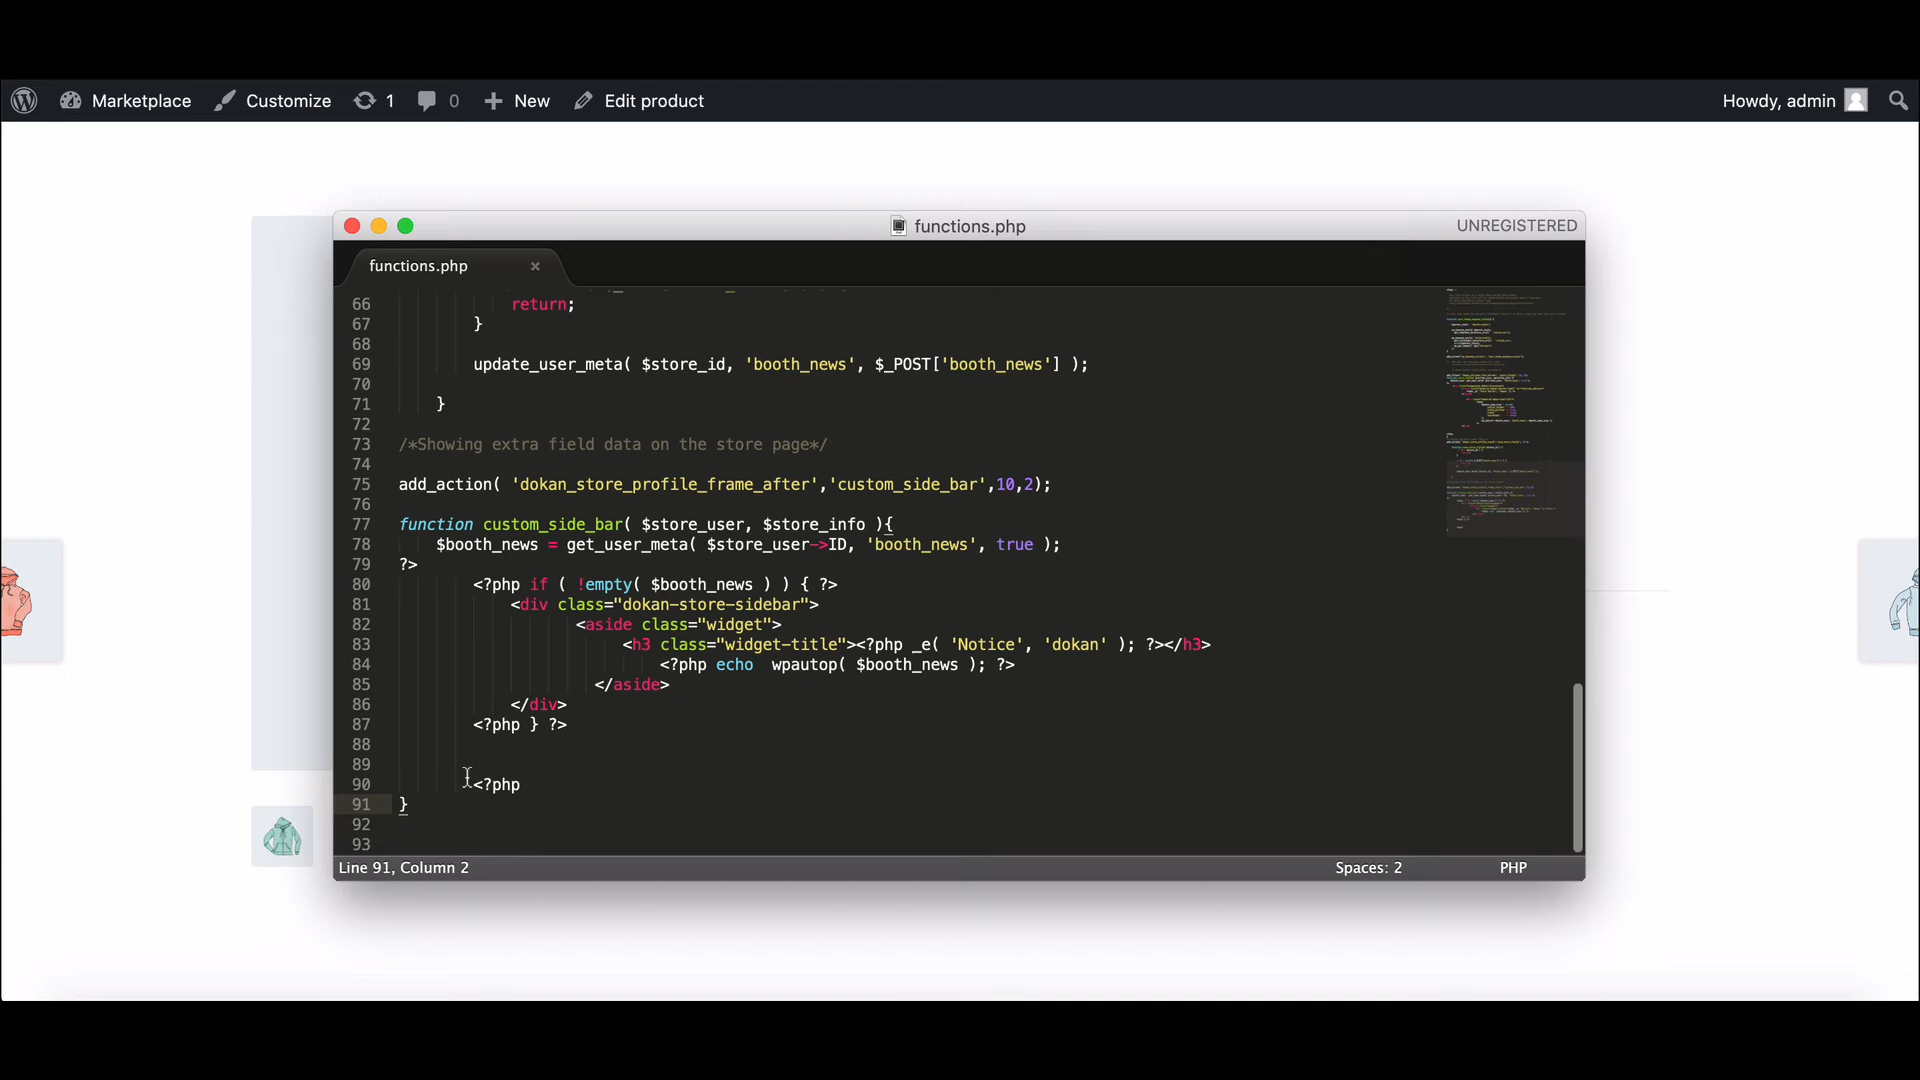 Marketplace Customize 1 0 New Edit product Howdy, admin
functions.php UNREGISTERED
functions.php ×
66 return;
67 }
68
69 update_user_meta( $store_id, 'booth_news', $_POST['booth_news'] );
70
71 }
72
73 /*Showing extra field data on the store page*/
74
75 add_action( 'dokan_store_profile_frame_after','custom_side_bar',10,2);
76
77 function custom_side_bar( $store_user, $store_info ){
78 $booth_news = get_user_meta( $store_user->ID, 'booth_news', true );
79 ?>
80 <?php if ( !empty( $booth_news ) ) { ?>
81 <div class="dokan-store-sidebar">
82 <aside class="widget">
83 <h3 class="widget-title"><?php _e( 'Notice', 'dokan' ); ?></h3>
84 <?php echo  wpautop( $booth_news ); ?>
85 </aside>
86 </div>
87 <?php } ?>
88
89
90 <?php
91 }
92
93
Line 91, Column 2 Spaces: 2 PHP